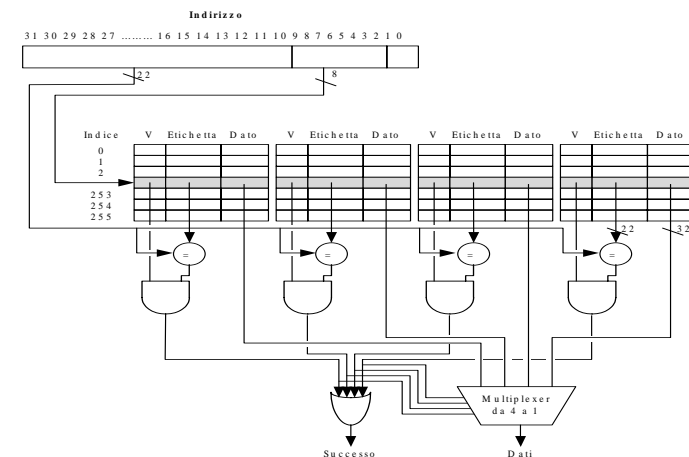 Indirizzo
31 30 29 28 27 ……… 16 15 14 13 12 11 10 9 8 7 6 5 4 3 2 1 0
22 8
Indice V Etichetta Dato V Etichetta Dato V Etichetta Dato V Etichetta Dato
0
1
2
253
254
255
22 32
= = = =
Multiplexer
da 4 a 1
Successo Dati